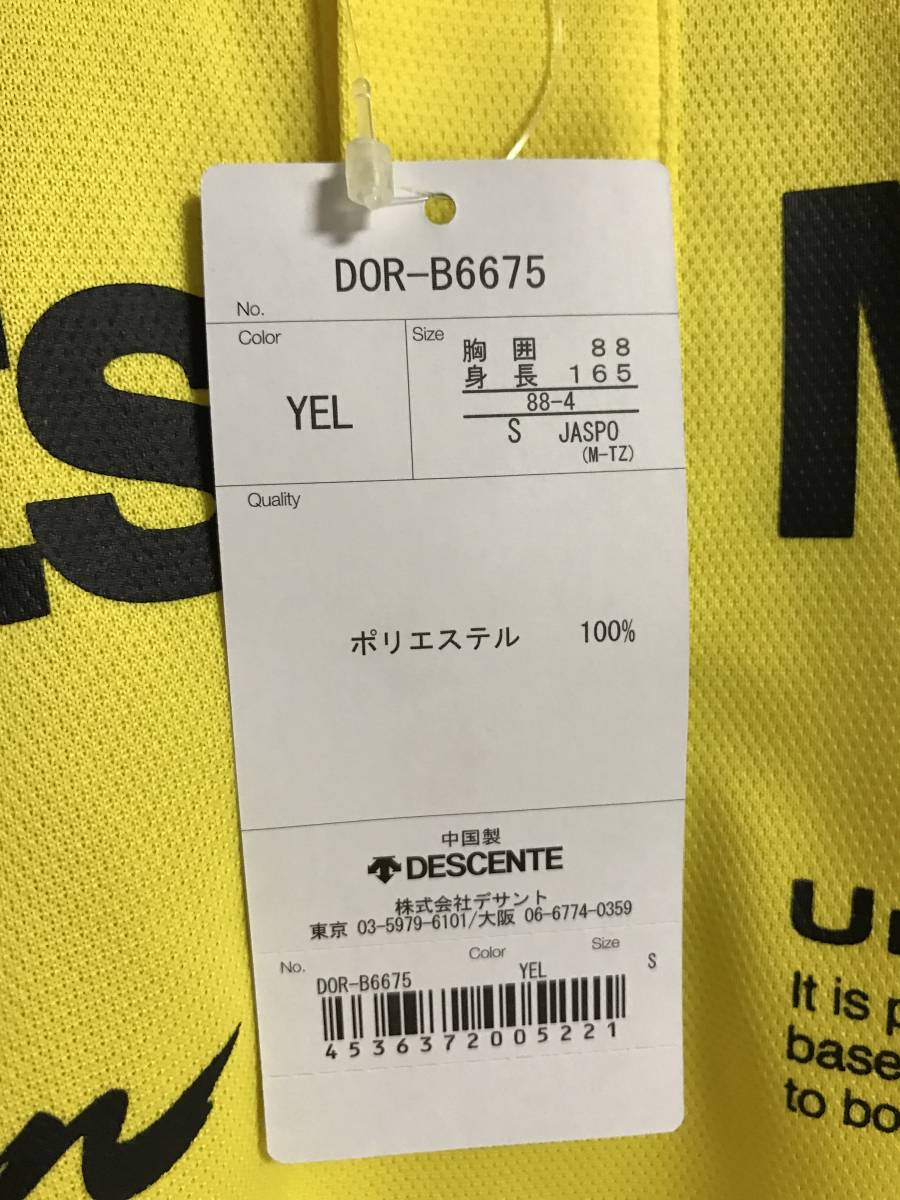 DOR-B6675
No.
Color
Size
胸囲 88
身長 165
YEL
88-4
S JASPO
(M-TZ)
Quality
ポリエステル 100%
中国製
DESCENTE
株式会社デサント
東京 03-5979-6101/大阪 06-6774-0359
No.
Color
Size
DOR-B6675
YEL
S
4536372005221
S
M
It is
base
to bo